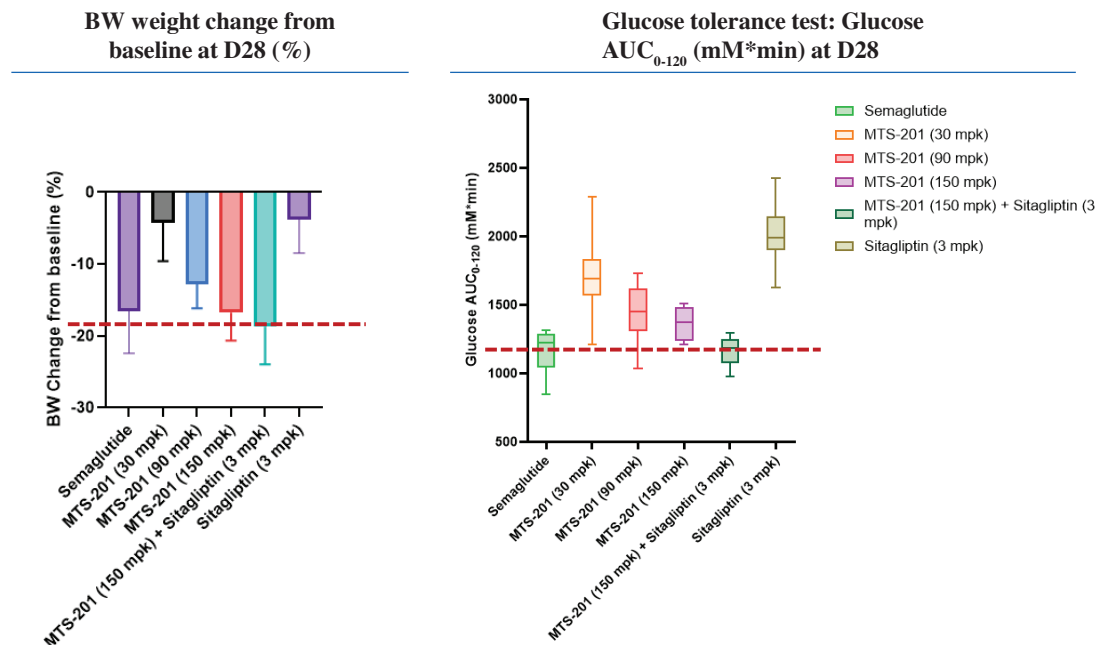 BW weight change from
baseline at D28 (%)
Glucose tolerance test: Glucose
AUC0-120 (mM*min) at D28
BW Change from baseline (%)
0
-10
-20
-30
Semaglutide
MTS-201 (30 mpk)
MTS-201 (90 mpk)
MTS-201 (150 mpk)
MTS-201 (150 mpk) + Sitagliptin (3 mpk)
Sitagliptin (3 mpk)
Glucose AUC0-120 (mM*min)
3000
2500
2000
1500
1000
500
Semaglutide
MTS-201 (30 mpk)
MTS-201 (90 mpk)
MTS-201 (150 mpk)
MTS-201 (150 mpk) + Sitagliptin (3 mpk)
Sitagliptin (3 mpk)
Semaglutide
MTS-201 (30 mpk)
MTS-201 (90 mpk)
MTS-201 (150 mpk)
MTS-201 (150 mpk) + Sitagliptin (3
mpk)
Sitagliptin (3 mpk)